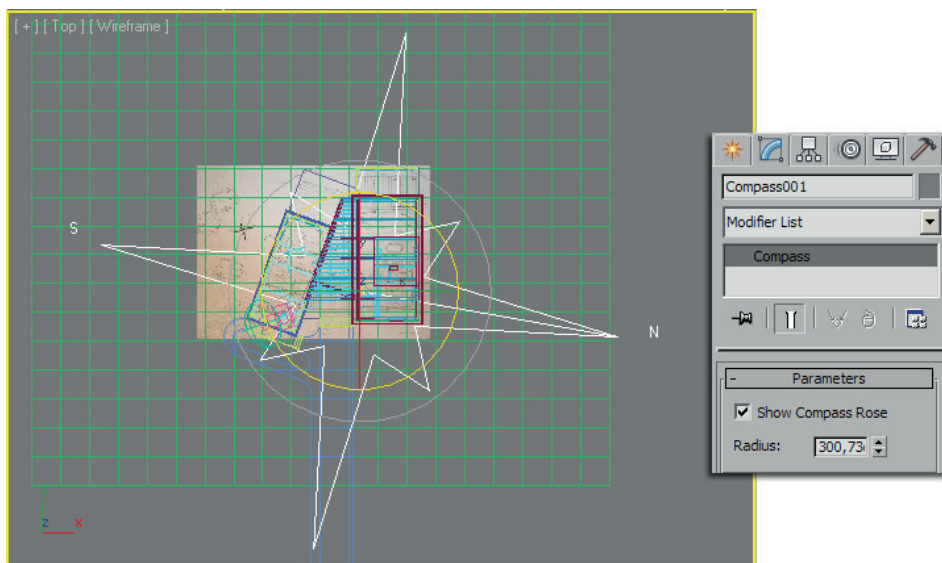 [ + ] [ Top ] [ Wireframe ]
S
N
z x
Compass001
Modifier List
Compass
- Parameters
Show Compass Rose
Radius: 300,73